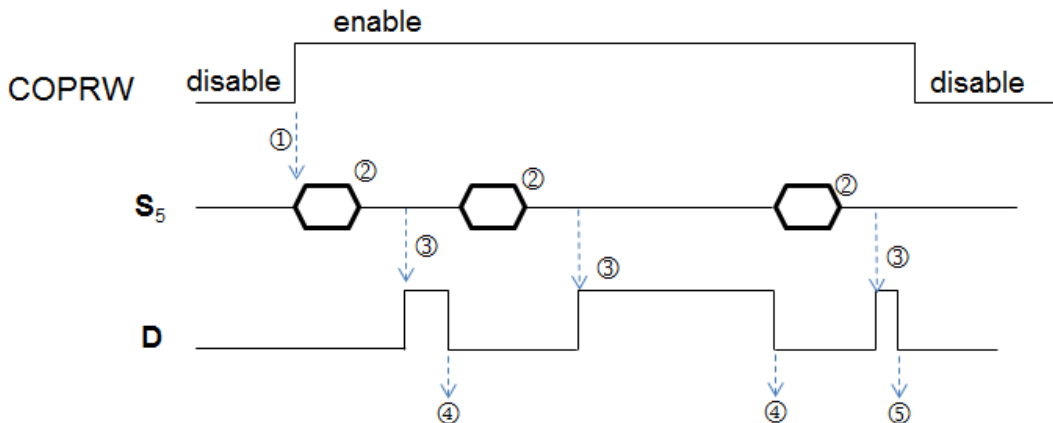 enable
disable
disable
COPRW
①
② ② ②
S₅
③ ③ ③
D
④ ④ ⑤